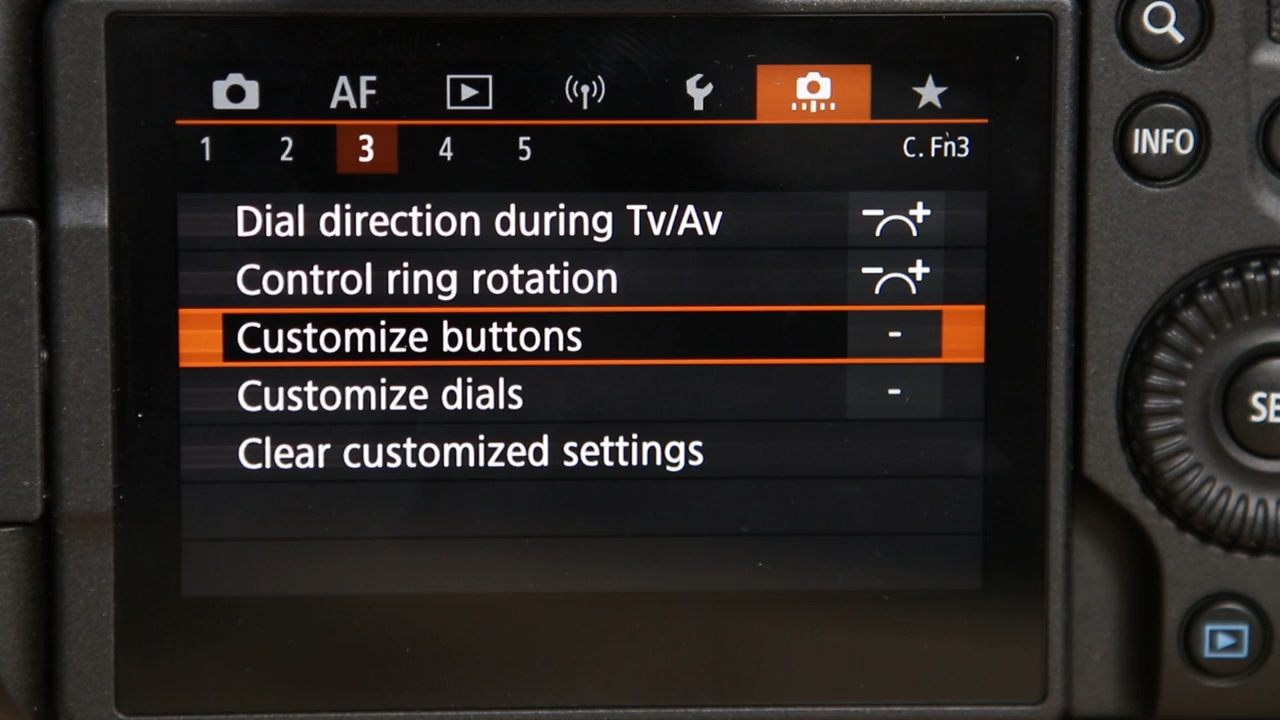 AF
1 2 3 4 5 C.Fn3
Dial direction during Tv/Av - +
Control ring rotation - +
Customize buttons -
Customize dials -
Clear customized settings
INFO
SE